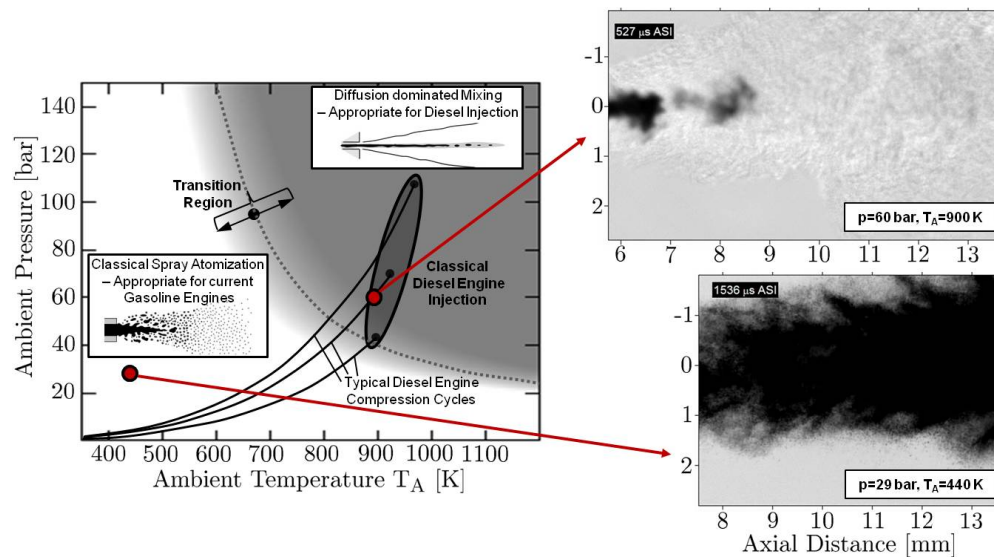 140
120
100
80
60
40
20
400 500 600 700 800 900 1000 1100
Ambient Pressure [bar]
Ambient Temperature T_A [K]
Diffusion dominated Mixing
– Appropriate for Diesel Injection
Transition
Region
Classical Spray Atomization
– Appropriate for current
Gasoline Engines
Classical
Diesel Engine
Injection
Typical Diesel Engine
Compression Cycles
527 µs ASI
-1
0
1
2
p=60 bar, T_A=900 K
6 7 8 9 10 11 12 13
1536 µs ASI
-1
0
1
2
p=29 bar, T_A=440 K
8 9 10 11 12 13
Axial Distance [mm]